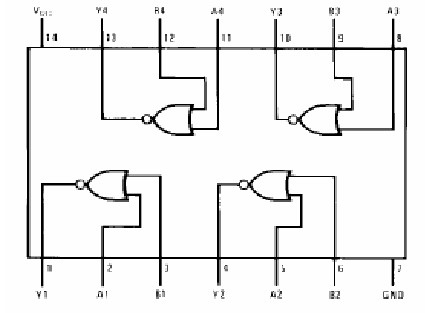 VCC Y4 B4 A4 Y3 B3 A3
14 13 12 11 10 9 8
1 2 3 4 5 6 7
Y1 A1 B1 Y2 A2 B2 GND